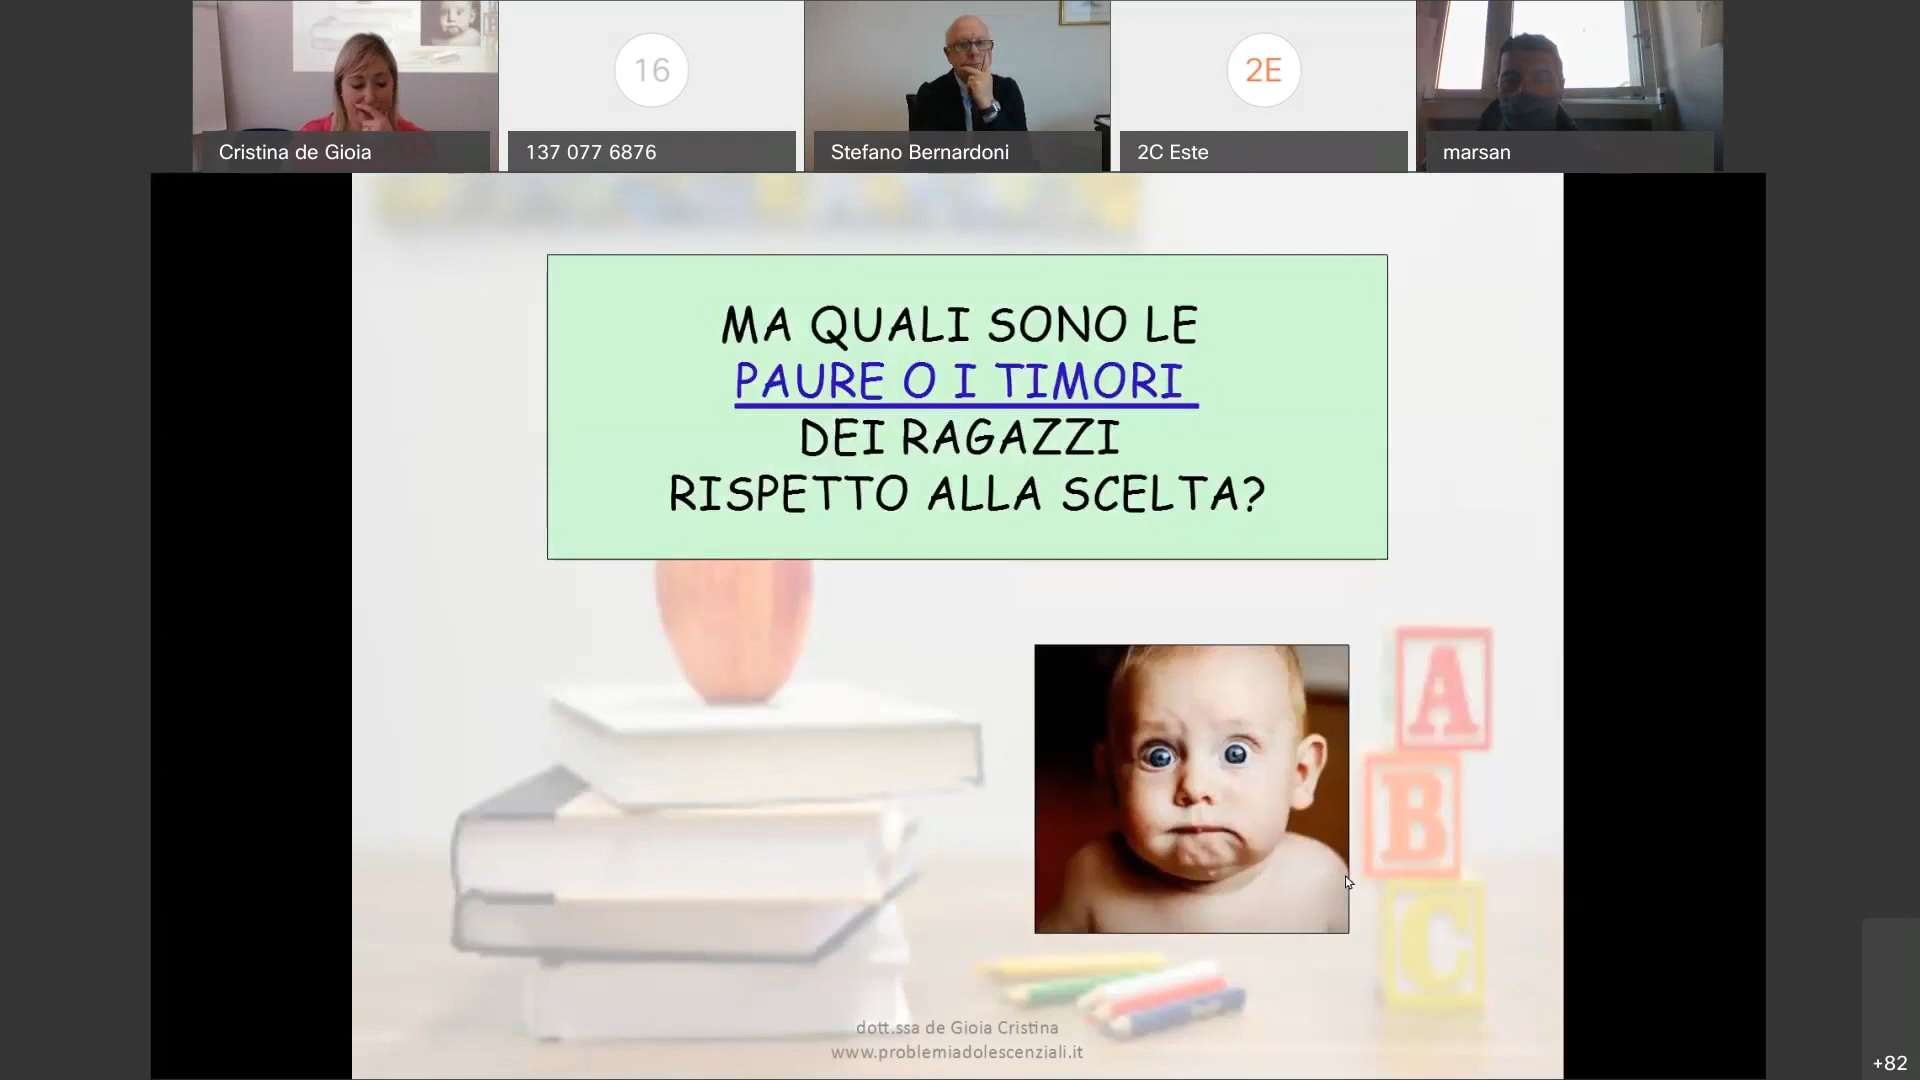 16
2E
Cristina de Gioia
137 077 6876
Stefano Bernardoni
2C Este
marsan
MA QUALI SONO LE
PAURE O I TIMORI
DEI RAGAZZI
RISPETTO ALLA SCELTA?
A
B
C
dott.ssa de Gioia Cristina
www.problemiadolescenziali.it
+82